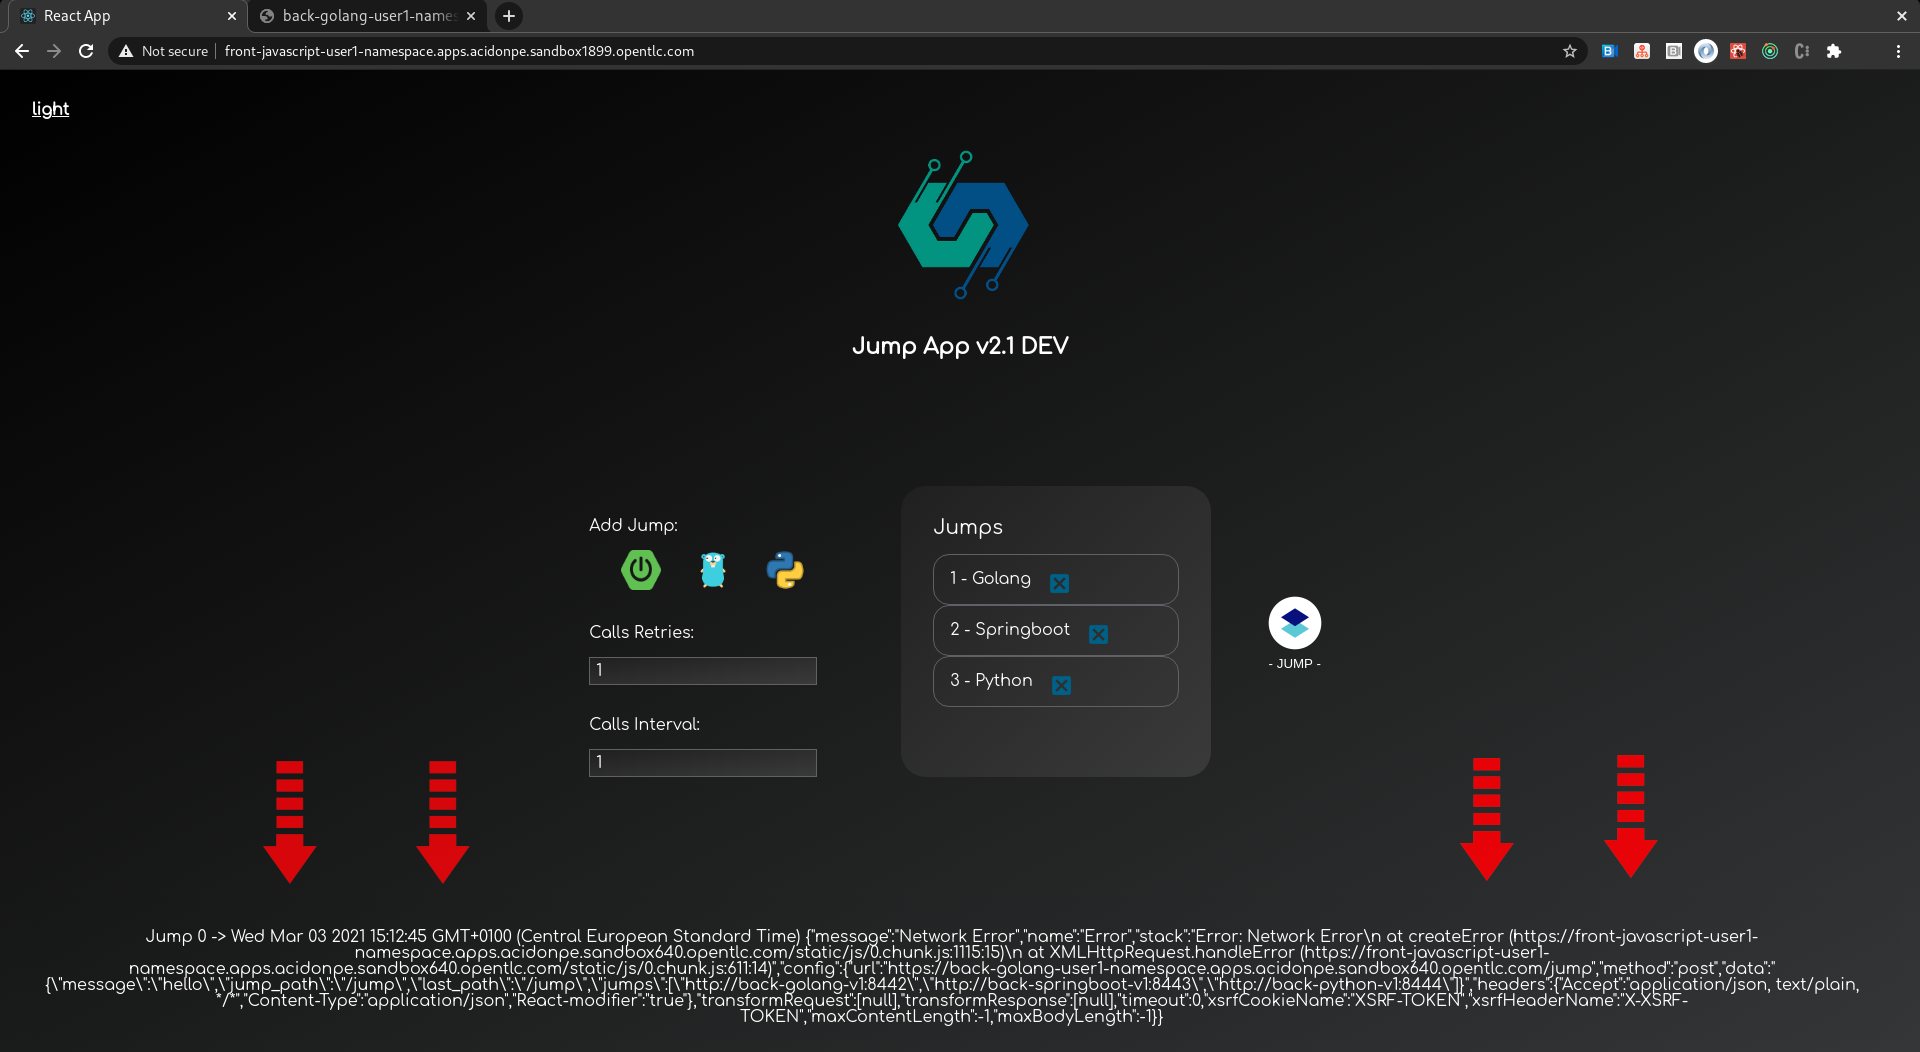 React App
back-golang-user1-names
Not secure
front-javascript-user1-namespace.apps.acidonpe.sandbox1899.opentlc.com
light
Jump App v2.1 DEV
Add Jump:
Calls Retries:
1
Calls Interval:
1
Jumps
1 - Golang
2 - Springboot
3 - Python
- JUMP -
Jump 0 -> Wed Mar 03 2021 15:12:45 GMT+0100 (Central European Standard Time) {"message":"Network Error","name":"Error","stack":"Error: Network Error\n at createError (https://front-javascript-user1-
namespace.apps.acidonpe.sandbox640.opentlc.com/static/js/0.chunk.js:1115:15)\n at XMLHttpRequest.handleError (https://front-javascript-user1-
namespace.apps.acidonpe.sandbox640.opentlc.com/static/js/0.chunk.js:611:14)","config":{"url":"https://back-golang-user1-namespace.apps.acidonpe.sandbox640.opentlc.com/jump","method":"post","data":"
{\"message\":\"hello\",\"jump_path\":\"/jump\",\"last_path\":\"/jump\",\"jumps\":[\"http://back-golang-v1:8442\",\"http://back-springboot-v1:8443\",\"http://back-python-v1:8444\"]}","headers":{"Accept":"application/json, text/plain,
*/*","Content-Type":"application/json","React-modifier":"true"},"transformRequest":[null],"transformResponse":[null],"timeout":0,"xsrfCookieName":"XSRF-TOKEN","xsrfHeaderName":"X-XSRF-
TOKEN","maxContentLength":-1,"maxBodyLength":-1}}